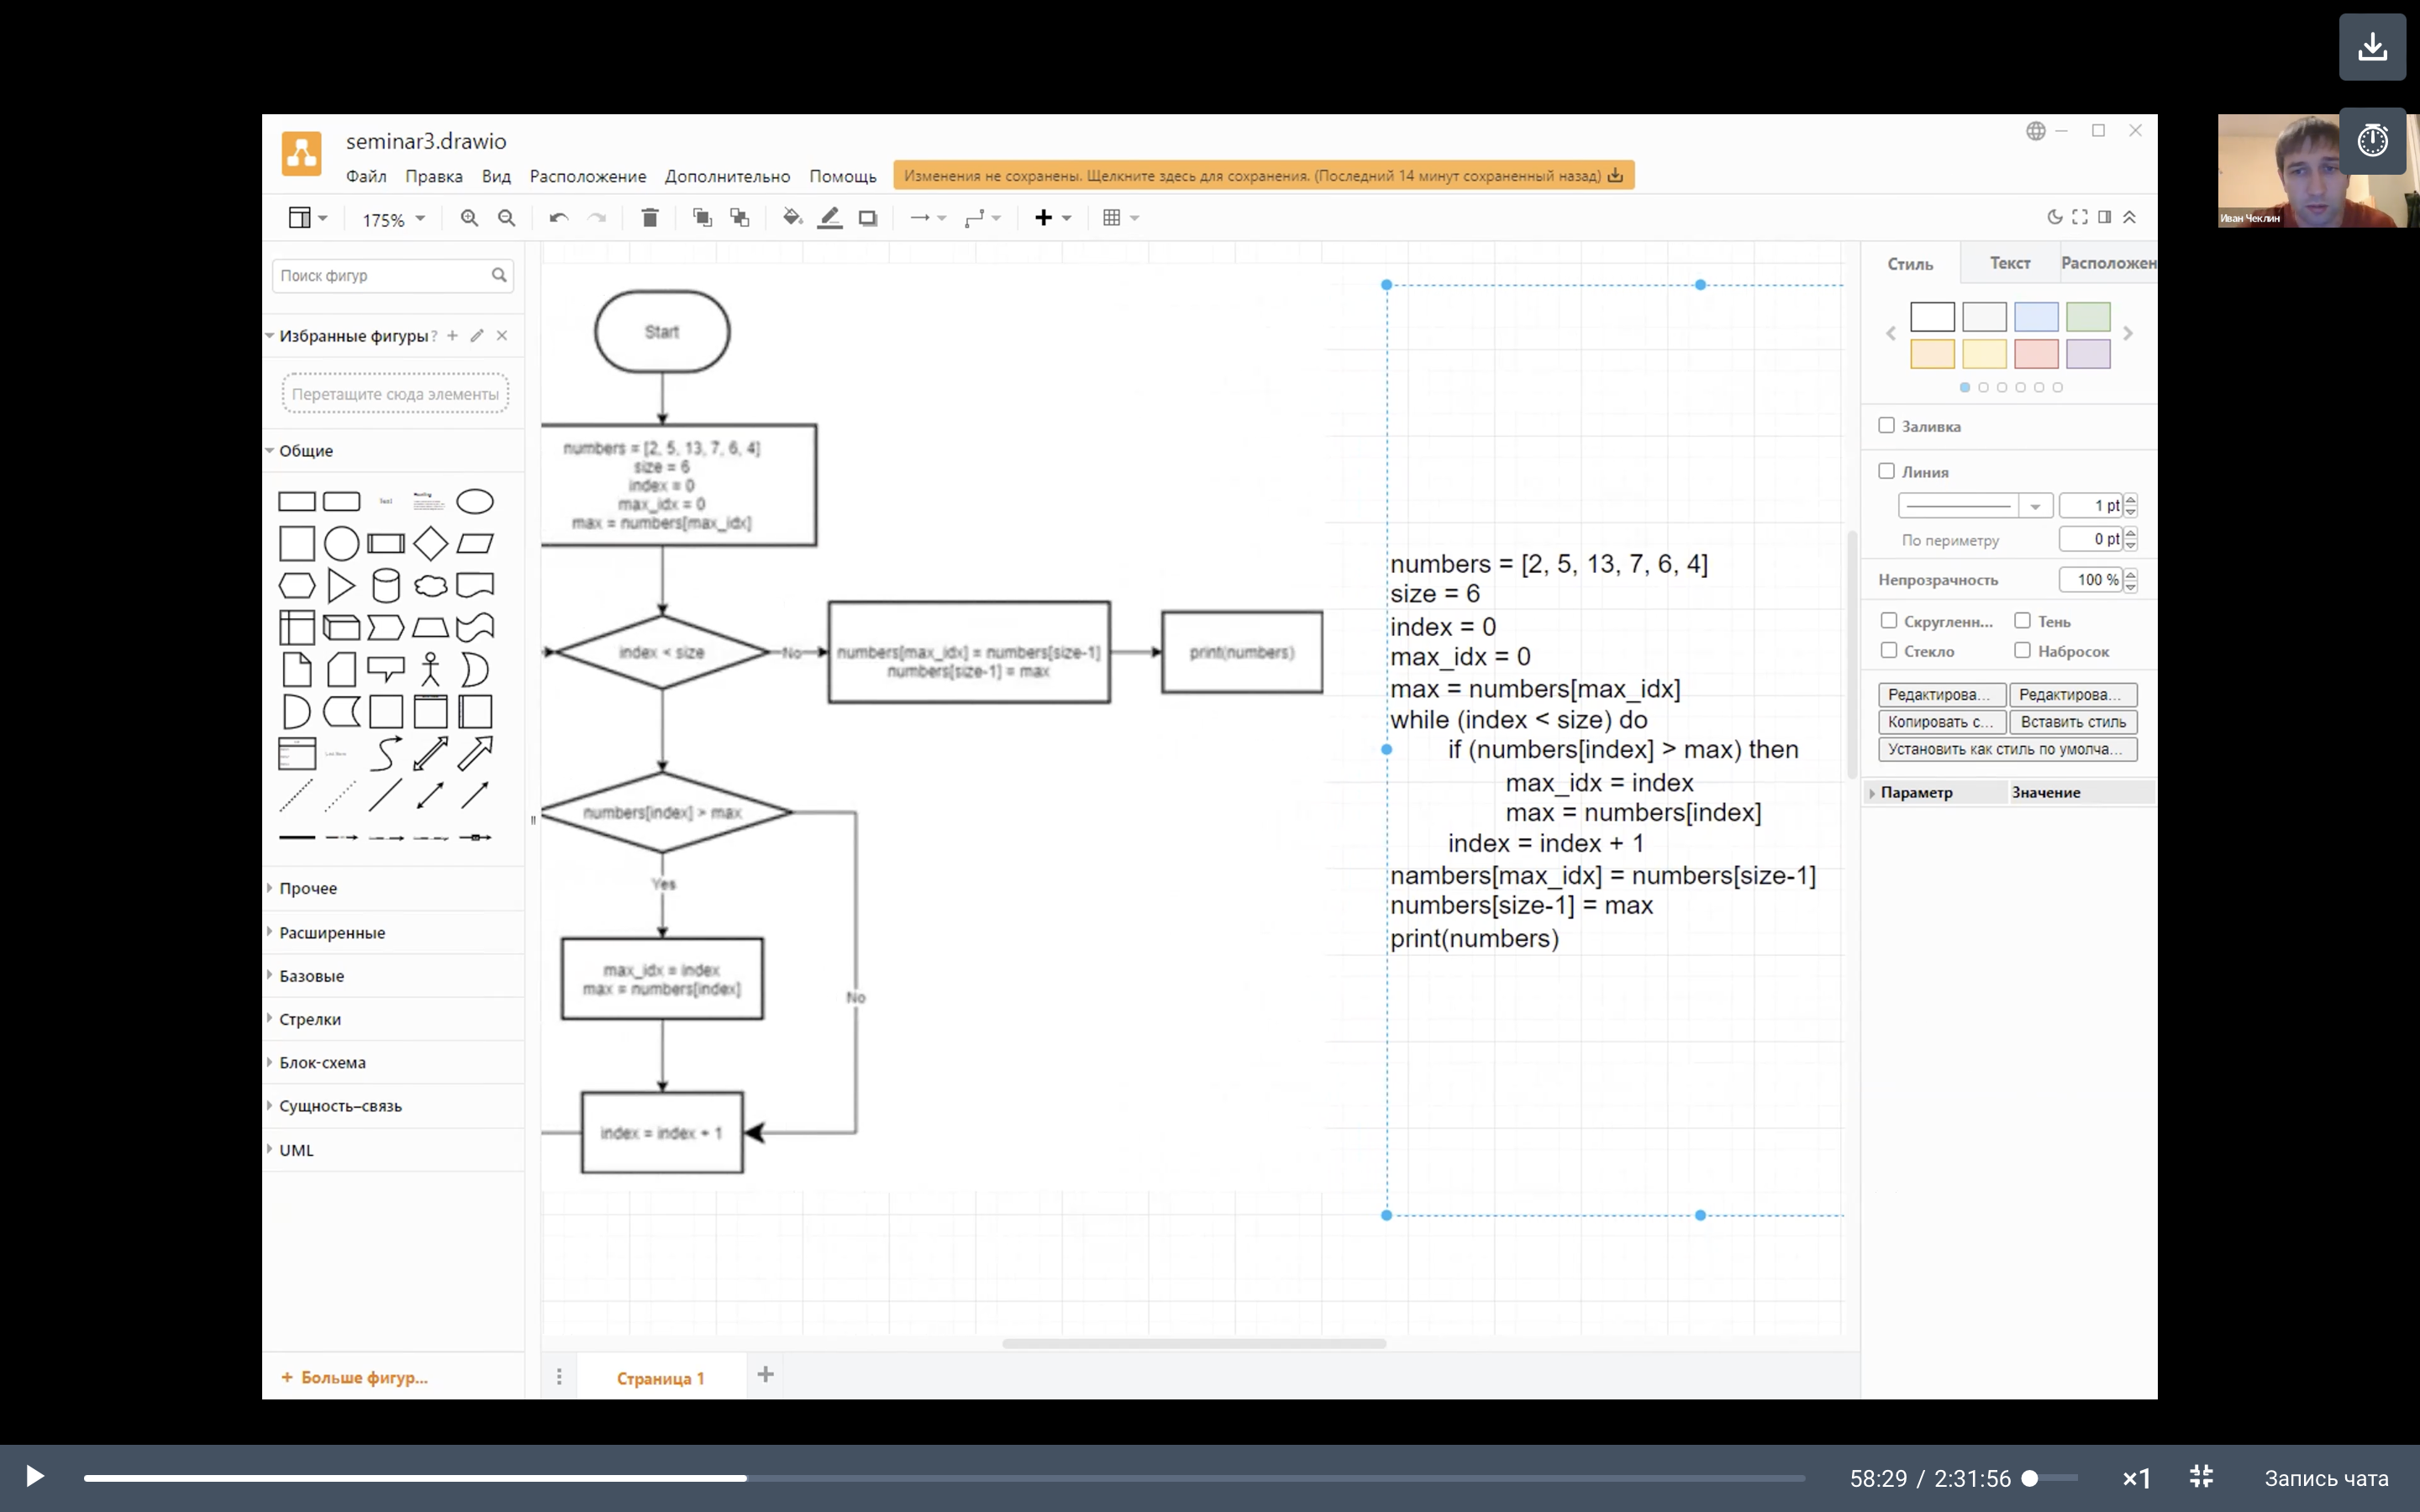 seminar3.drawio
Файл Правка Вид Расположение Дополнительно Помощь
Изменения не сохранены. Щелкните здесь для сохранения. (Последний 14 минут сохраненный назад)
175%
Иван Чеклин
Поиск фигур
Избранные фигуры ?
Перетащите сюда элементы
Общие
Text
Heading
List Item
Прочее
Расширенные
Базовые
Стрелки
Блок-схема
Сущность–связь
UML
+ Больше фигур...
Start
numbers = [2, 5, 13, 7, 6, 4]
size = 6
index = 0
max_idx = 0
max = numbers[max_idx]
index < size
No
numbers[max_idx] = numbers[size-1]
numbers[size-1] = max
print(numbers)
numbers[index] > max
Yes
max_idx = index
max = numbers[index]
No
index = index + 1
numbers = [2, 5, 13, 7, 6, 4]
size = 6
index = 0
max_idx = 0
max = numbers[max_idx]
while (index < size) do
if (numbers[index] > max) then
max_idx = index
max = numbers[index]
index = index + 1
nambers[max_idx] = numbers[size-1]
numbers[size-1] = max
print(numbers)
Стиль Текст Расположен
Заливка
Линия
1 pt
По периметру 0 pt
Непрозрачность 100 %
Скругленн... Тень
Стекло Набросок
Редактирова... Редактирова...
Копировать с... Вставить стиль
Установить как стиль по умолча...
Параметр Значение
Страница 1
58:29 / 2:31:56 ×1 Запись чата